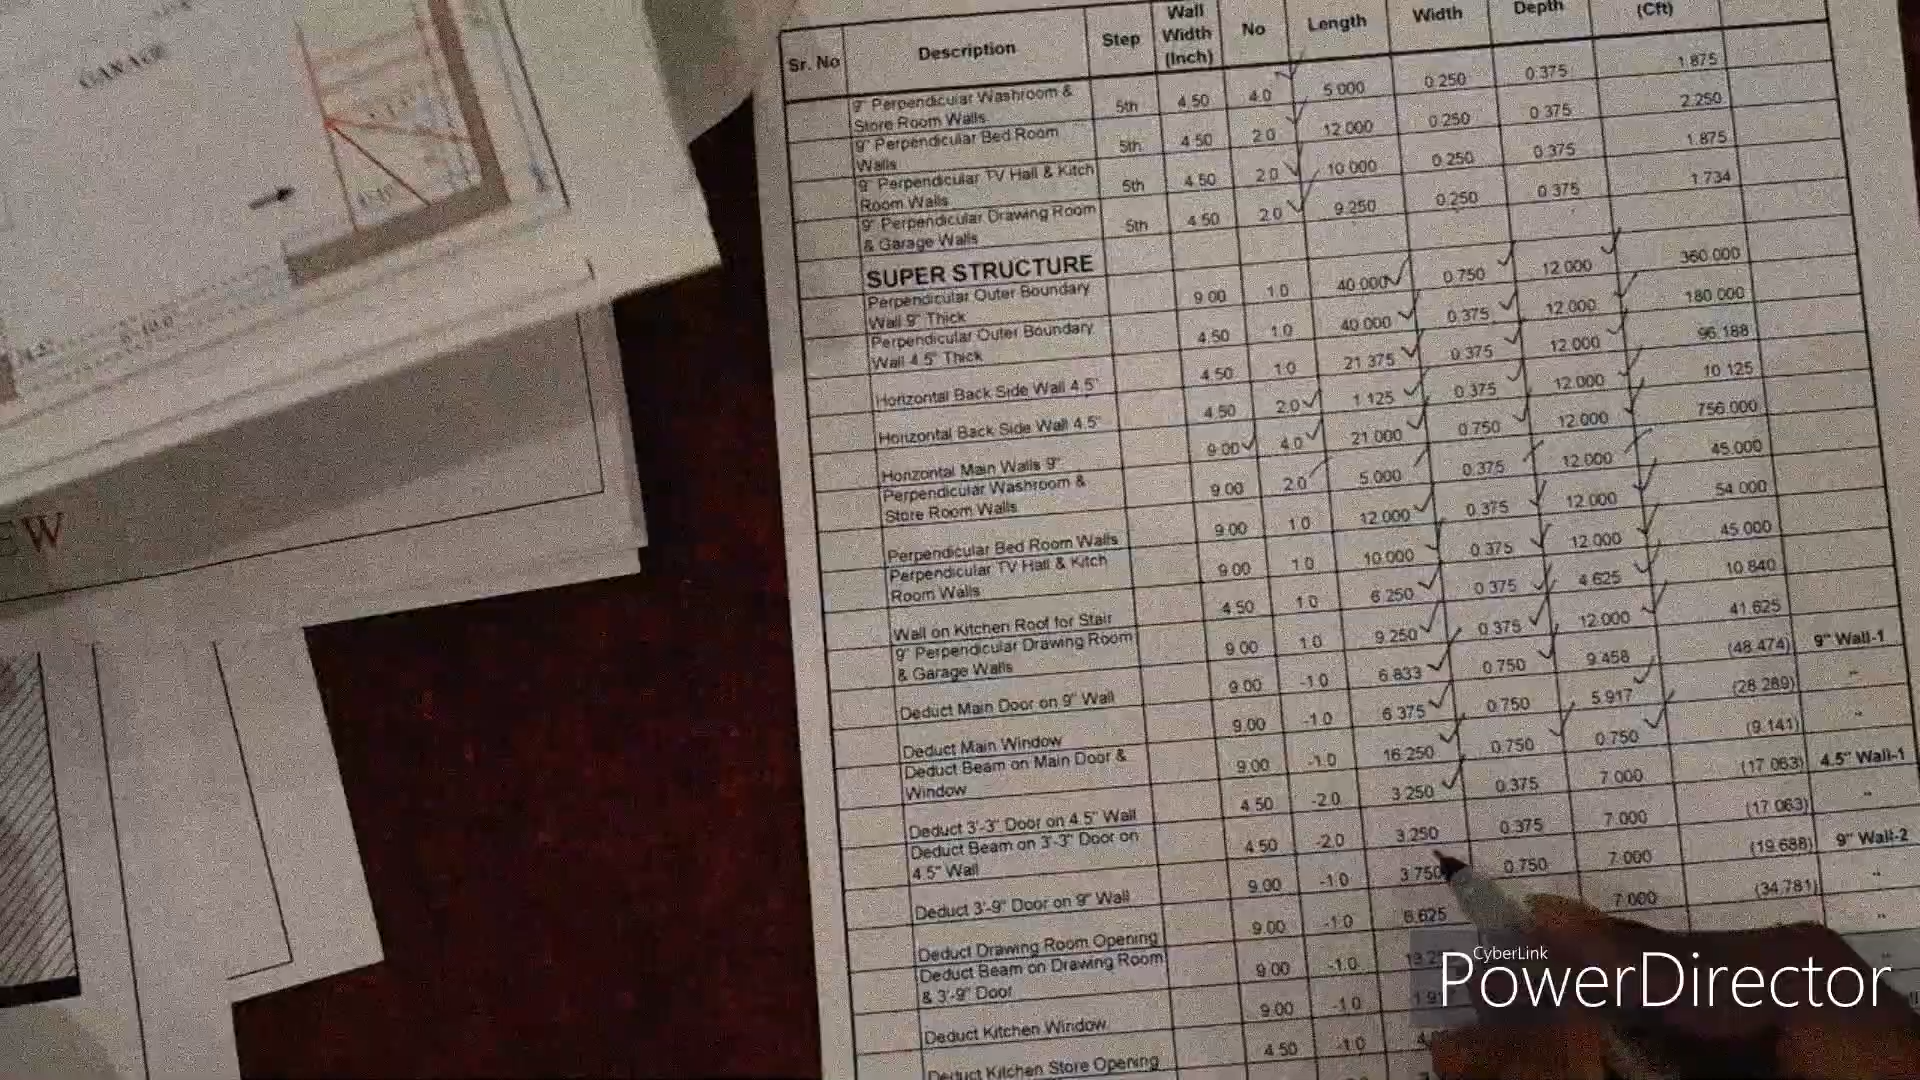 GARAGE
EW
Sr. No Description Step Wall Width (Inch) No Length Width Depth (Cft)
9" Perpendicular Washroom & Store Room Walls 5th 4.50 4.0 5.000 0.250 0.375 1.875
9" Perpendicular Bed Room Walls 5th 4.50 2.0 12.000 0.250 0.375 2.250
9" Perpendicular TV Hall & Kitch Room Walls 5th 4.50 2.0 10.000 0.250 0.375 1.875
9" Perpendicular Drawing Room & Garage Walls 5th 4.50 2.0 9.250 0.250 0.375 1.734
SUPER STRUCTURE
Perpendicular Outer Boundary Wall 9" Thick 9.00 1.0 40.000 0.750 12.000 360.000
Perpendicular Outer Boundary Wall 4.5" Thick 4.50 1.0 40.000 0.375 12.000 180.000
Horizontal Back Side Wall 4.5" 4.50 1.0 21.375 0.375 12.000 96.188
Horizontal Back Side Wall 4.5" 4.50 2.0 1.125 0.375 12.000 10.125
Horizontal Main Walls 9" 9.00 4.0 21.000 0.750 12.000 756.000
Perpendicular Washroom & Store Room Walls 9.00 2.0 5.000 0.375 12.000 45.000
Perpendicular Bed Room Walls 9.00 1.0 12.000 0.375 12.000 54.000
Perpendicular TV Hall & Kitch Room Walls 9.00 1.0 10.000 0.375 12.000 45.000
Wall on Kitchen Roof for Stair 4.50 1.0 6.250 0.375 4.625 10.840
9" Perpendicular Drawing Room & Garage Walls 9.00 1.0 9.250 0.375 12.000 41.625
Deduct Main Door on 9" Wall 9.00 -1.0 6.833 0.750 9.458 (48.474) 9" Wall-1
Deduct Main Window 9.00 -1.0 6.375 0.750 5.917 (28.289) "
Deduct Beam on Main Door & Window 9.00 -1.0 16.250 0.750 0.750 (9.141) "
Deduct 3'-3" Door on 4.5" Wall 4.50 -2.0 3.250 0.375 7.000 (17.063) 4.5" Wall-1
Deduct Beam on 3'-3" Door on 4.5" Wall 4.50 -2.0 3.250 0.375 7.000 (17.063) "
Deduct 3'-9" Door on 9" Wall 9.00 -1.0 3.750 0.750 7.000 (19.688) 9" Wall-2
Deduct Drawing Room Opening 9.00 -1.0 6.625 7.000 (34.781) "
Deduct Beam on Drawing Room & 3'-9" Door 9.00 -1.0 "
Deduct Kitchen Window 9.00 -1.0 "
Deduct Kitchen Store Opening 4.50 -1.0
CyberLink
PowerDirector